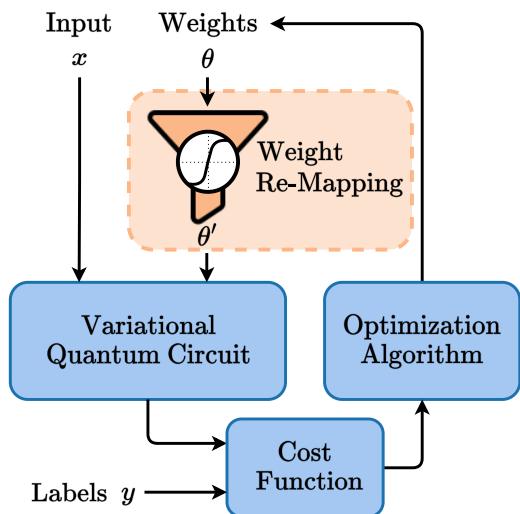 Input
x
Weights
θ
Weight
Re-Mapping
θ′
Variational
Quantum Circuit
Optimization
Algorithm
Cost
Function
Labels y